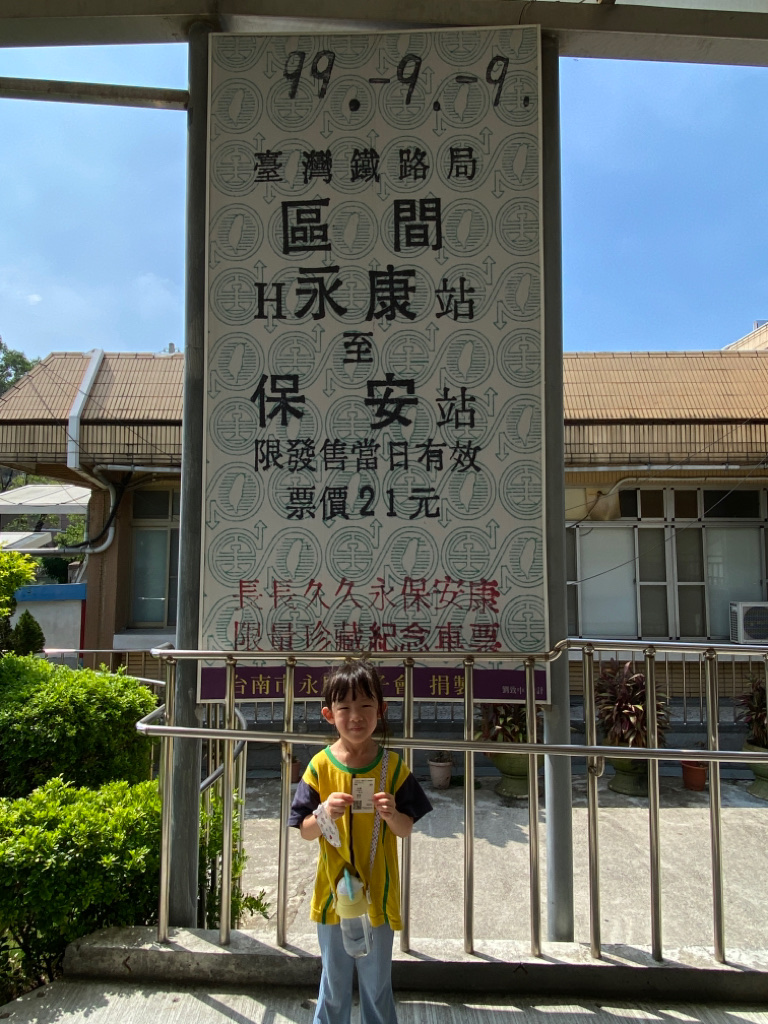 99.-9.-9.
臺灣鐵路局
區間
H永康站
至
保安站
限發售當日有效
票價21元
長長久久永保安康
限量珍藏紀念車票
台南市永 子會 捐製